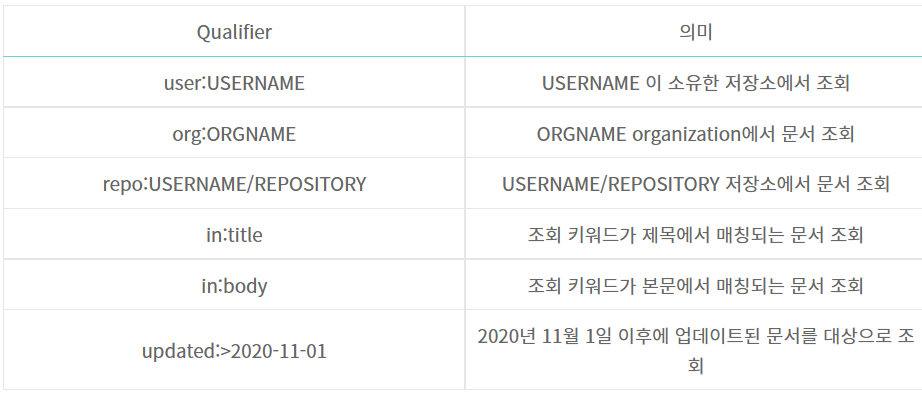 Qualifier 의미
user:USERNAME USERNAME 이 소유한 저장소에서 조회
org:ORGNAME ORGNAME organization에서 문서 조회
repo:USERNAME/REPOSITORY USERNAME/REPOSITORY 저장소에서 문서 조회
in:title 조회 키워드가 제목에서 매칭되는 문서 조회
in:body 조회 키워드가 본문에서 매칭되는 문서 조회
updated:>2020-11-01 2020년 11월 1일 이후에 업데이트된 문서를 대상으로 조
회